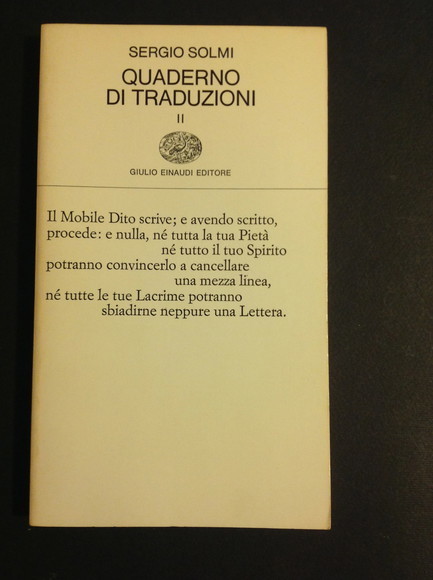 SERGIO SOLMI
QUADERNO
DI TRADUZIONI
II
GIULIO EINAUDI EDITORE
Il Mobile Dito scrive; e avendo scritto,
procede: e nulla, né tutta la tua Pietà
né tutto il tuo Spirito
potranno convincerlo a cancellare
una mezza linea,
né tutte le tue Lacrime potranno
sbiadirne neppure una Lettera.